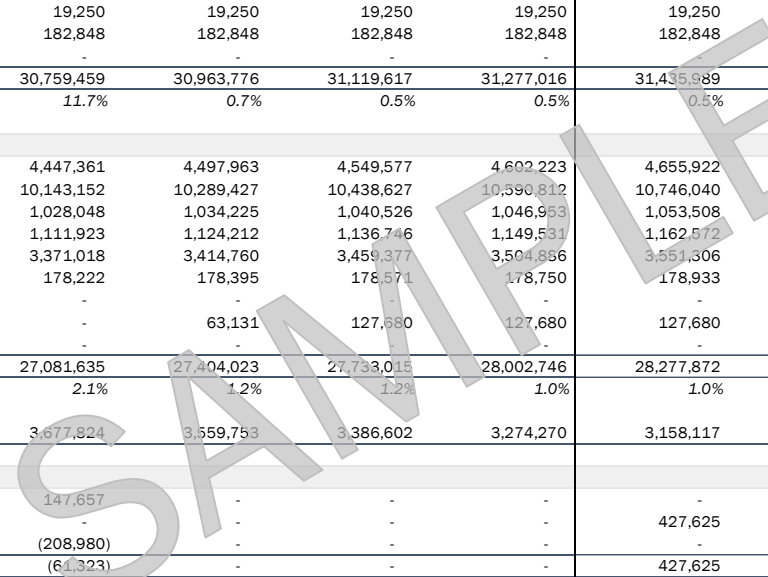 19,250 19,250 19,250 19,250 19,250
182,848 182,848 182,848 182,848 182,848
- - - - -
30,759,459 30,963,776 31,119,617 31,277,016 31,435,989
11.7% 0.7% 0.5% 0.5% 0.5%
4,447,361 4,497,963 4,549,577 4,602,223 4,655,922
10,143,152 10,289,427 10,438,627 10,590,812 10,746,040
1,028,048 1,034,225 1,040,526 1,046,953 1,053,508
1,111,923 1,124,212 1,136,746 1,149,531 1,162,572
3,371,018 3,414,760 3,459,377 3,504,886 3,551,306
178,222 178,395 178,571 178,750 178,933
- - - - -
- 63,131 127,680 127,680 127,680
- - - - -
27,081,635 27,404,023 27,733,015 28,002,746 28,277,872
2.1% 1.2% 1.2% 1.0% 1.0%
3,677,824 3,559,753 3,386,602 3,274,270 3,158,117
147,657 - - - -
- - - - 427,625
(208,980) - - - -
(61,323) - - - 427,625
SAMPLE